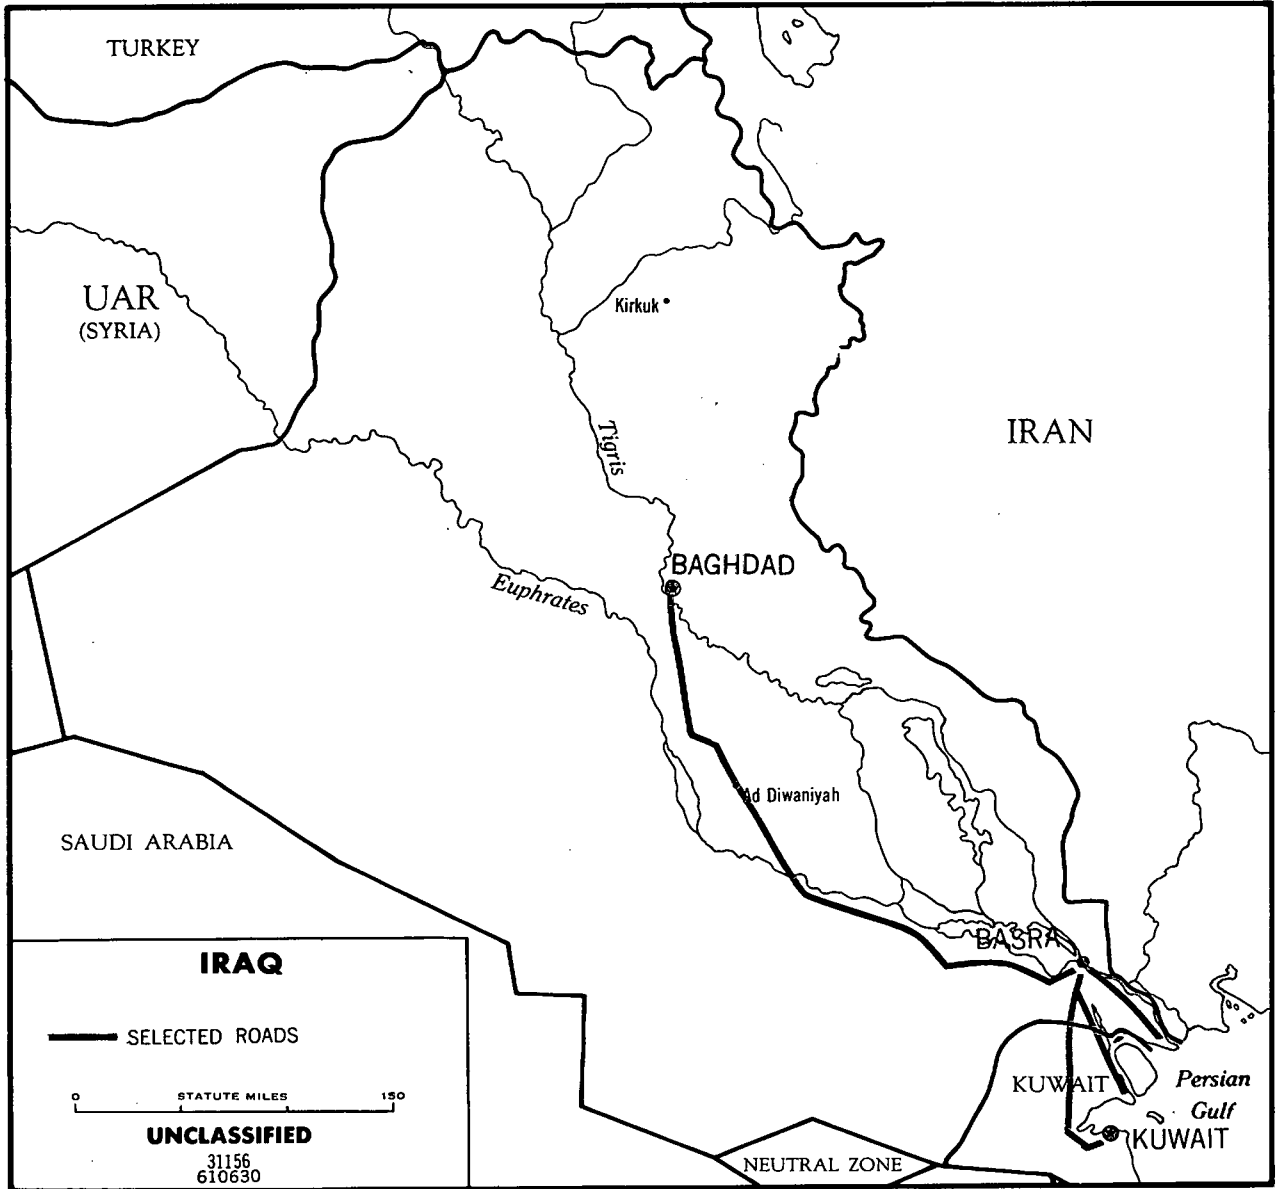 TURKEY
UAR
(SYRIA)
Kirkuk
IRAN
Tigris
BAGHDAD
Euphrates
Ad Diwaniyah
SAUDI ARABIA
BASRA
KUWAIT
Persian
Gulf
KUWAIT
NEUTRAL ZONE
IRAQ
SELECTED ROADS
0 STATUTE MILES 150
UNCLASSIFIED
31156
610630